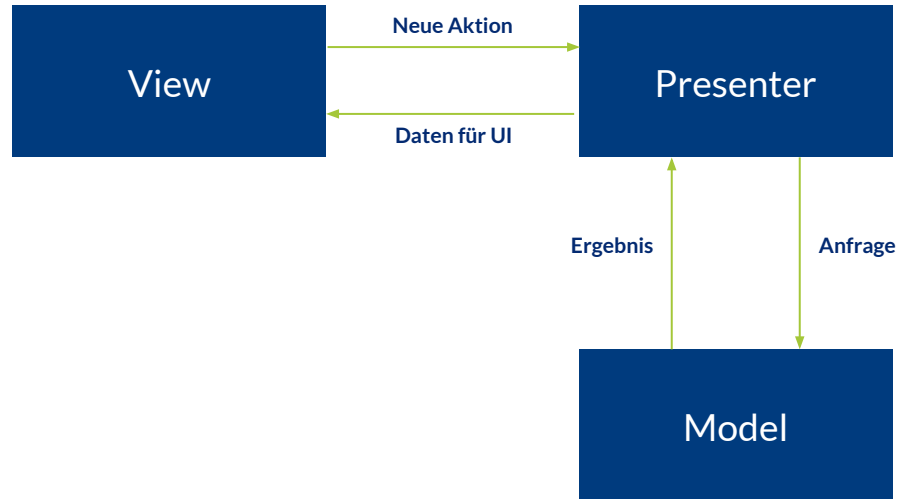 Neue Aktion
View
Presenter
Daten für UI
Ergebnis
Anfrage
Model